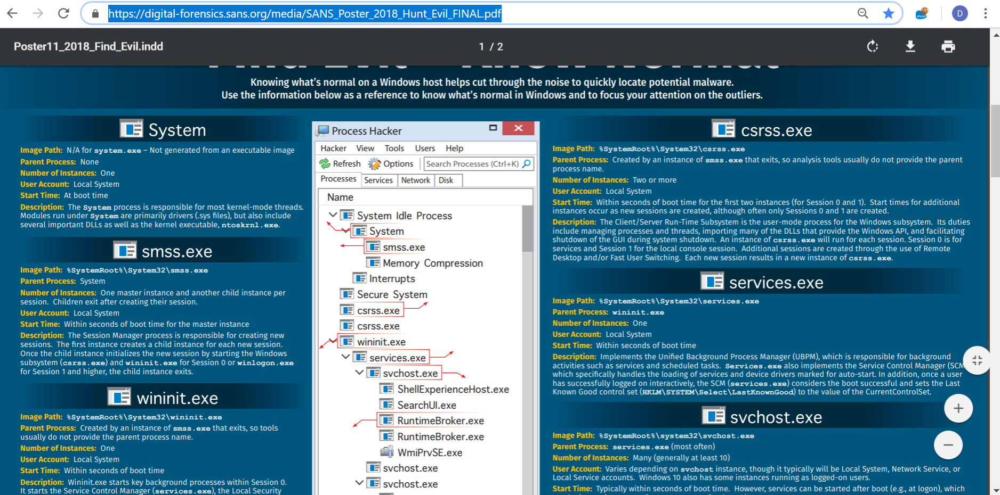 https://digital-forensics.sans.org/media/SANS_Poster_2018_Hunt_Evil_FINAL.pdf
D
Poster11_2018_Find_Evil.indd
1 / 2
Knowing what's normal on a Windows host helps cut through the noise to quickly locate potential malware.
Use the information below as a reference to know what's normal in Windows and to focus your attention on the outliers.
System
Image Path: N/A for system.exe – Not generated from an executable image
Parent Process: None
Number of Instances: One
User Account: Local System
Start Time: At boot time
Description: The System process is responsible for most kernel-mode threads.
Modules run under System are primarily drivers (.sys files), but also include
several important DLLs as well as the kernel executable, ntoskrnl.exe.
smss.exe
Image Path: %SystemRoot%\System32\smss.exe
Parent Process: System
Number of Instances: One master instance and another child instance per
session. Children exit after creating their session.
User Account: Local System
Start Time: Within seconds of boot time for the master instance
Description: The Session Manager process is responsible for creating new
sessions. The first instance creates a child instance for each new session.
Once the child instance initializes the new session by starting the Windows
subsystem (csrss.exe) and wininit.exe for Session 0 or winlogon.exe
for Session 1 and higher, the child instance exits.
wininit.exe
Image Path: %SystemRoot%\System32\wininit.exe
Parent Process: Created by an instance of smss.exe that exits, so tools
usually do not provide the parent process name.
Number of Instances: One
User Account: Local System
Start Time: Within seconds of boot time
Description: Wininit.exe starts key background processes within Session 0.
It starts the Service Control Manager (services.exe), the Local Security
Process Hacker
Hacker View Tools Users Help
Refresh Options Search Processes (Ctrl+K)
Processes Services Network Disk
Name
System Idle Process
System
smss.exe
Memory Compression
Interrupts
Secure System
csrss.exe
csrss.exe
wininit.exe
services.exe
svchost.exe
ShellExperienceHost.exe
SearchUI.exe
RuntimeBroker.exe
RuntimeBroker.exe
WmiPrvSE.exe
svchost.exe
svchost.exe
csrss.exe
Image Path: %SystemRoot%\System32\csrss.exe
Parent Process: Created by an instance of smss.exe that exits, so analysis tools usually do not provide the parent
process name.
Number of Instances: Two or more
User Account: Local System
Start Time: Within seconds of boot time for the first two instances (for Session 0 and 1). Start times for additional
instances occur as new sessions are created, although often only Sessions 0 and 1 are created.
Description: The Client/Server Run-Time Subsystem is the user-mode process for the Windows subsystem. Its duties
include managing processes and threads, importing many of the DLLs that provide the Windows API, and facilitating
shutdown of the GUI during system shutdown. An instance of csrss.exe will run for each session. Session 0 is for
services and Session 1 for the local console session. Additional sessions are created through the use of Remote
Desktop and/or Fast User Switching. Each new session results in a new instance of csrss.exe.
services.exe
Image Path: %SystemRoot%\System32\services.exe
Parent Process: wininit.exe
Number of Instances: One
User Account: Local System
Start Time: Within seconds of boot time
Description: Implements the Unified Background Process Manager (UBPM), which is responsible for background
activities such as services and scheduled tasks. Services.exe also implements the Service Control Manager (SCM
which specifically handles the loading of services and device drivers marked for auto-start. In addition, once a user
has successfully logged on interactively, the SCM (services.exe) considers the boot successful and sets the Last
Known Good control set (HKLM\SYSTEM\Select\LastKnownGood) to the value of the CurrentControlSet.
svchost.exe
Image Path: %SystemRoot%\system32\svchost.exe
Parent Process: services.exe (most often)
Number of Instances: Many (generally at least 10)
User Account: Varies depending on svchost instance, though it typically will be Local System, Network Service, or
Local Service accounts. Windows 10 also has some instances running as logged-on users.
Start Time: Typically within seconds of boot time. However, services can be started after boot (e.g., at logon), which